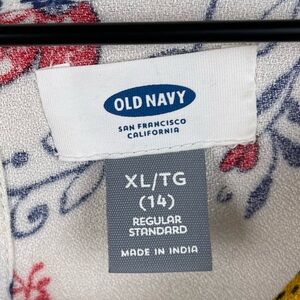 OLD NAVY
SAN FRANCISCO
CALIFORNIA
XL/TG
(14)
REGULAR
STANDARD
MADE IN INDIA